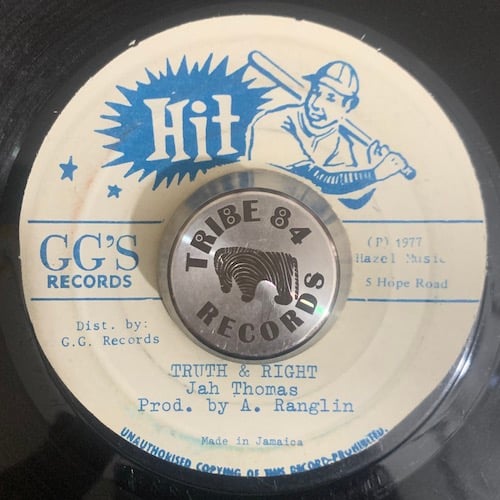 Hit
GG'S
RECORDS
(P) 1977
Hazel Music
5 Hope Road
TRIBE 84
RECORDS
Dist. by:
G.G. Records
TRUTH & RIGHT
Jah Thomas
Prod. by A. Ranglin
Made in Jamaica
UNAUTHORISED COPYING OF THIS RECORD PROHIBITED.